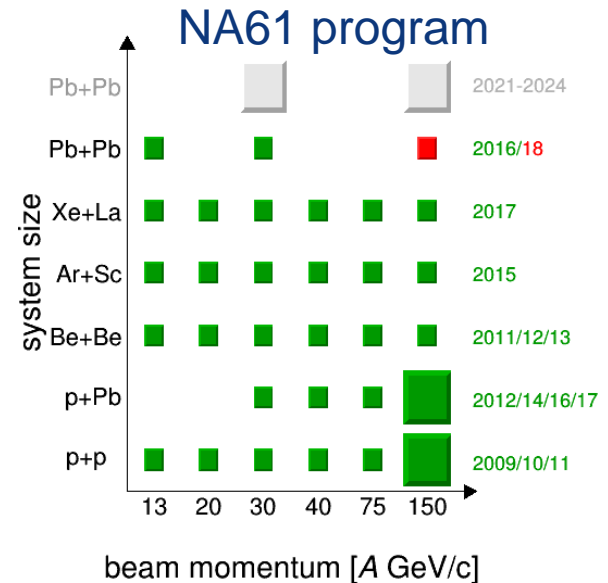 NA61 program
Pb+Pb 2021-2024
Pb+Pb 2016/18
Xe+La 2017
Ar+Sc 2015
Be+Be 2011/12/13
p+Pb 2012/14/16/17
p+p 2009/10/11
system size
13 20 30 40 75 150
beam momentum [A GeV/c]